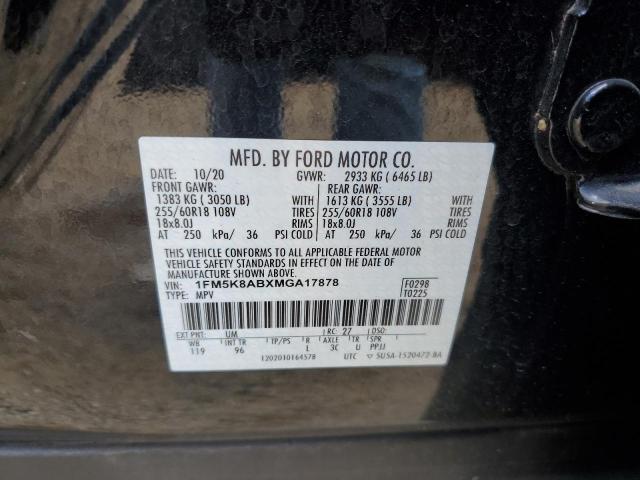 MFD. BY FORD MOTOR CO.
DATE: 10/20 GVWR: 2933 KG ( 6465 LB)
FRONT GAWR: REAR GAWR:
1383 KG ( 3050 LB) WITH 1613 KG ( 3555 LB) WITH
255/60R18 108V TIRES 255/60R18 108V TIRES
18x8.0J RIMS 18x8.0J RIMS
AT 250 kPa/ 36 PSI COLD AT 250 kPa/ 36 PSI COLD
THIS VEHICLE CONFORMS TO ALL APPLICABLE FEDERAL MOTOR
VEHICLE SAFETY STANDARDS IN EFFECT ON THE DATE OF
MANUFACTURE SHOWN ABOVE.
VIN: 1FM5K8ABXMGA17878 F0298
TYPE: MPV T0225
EXT PNT: UM RC: 27 DSO:
WB INT TR TP/PS R AXLE TR SPR
119 96 L 3C U PPJJ
1202010164578 UTC ▽ 5USA-1520472-BA